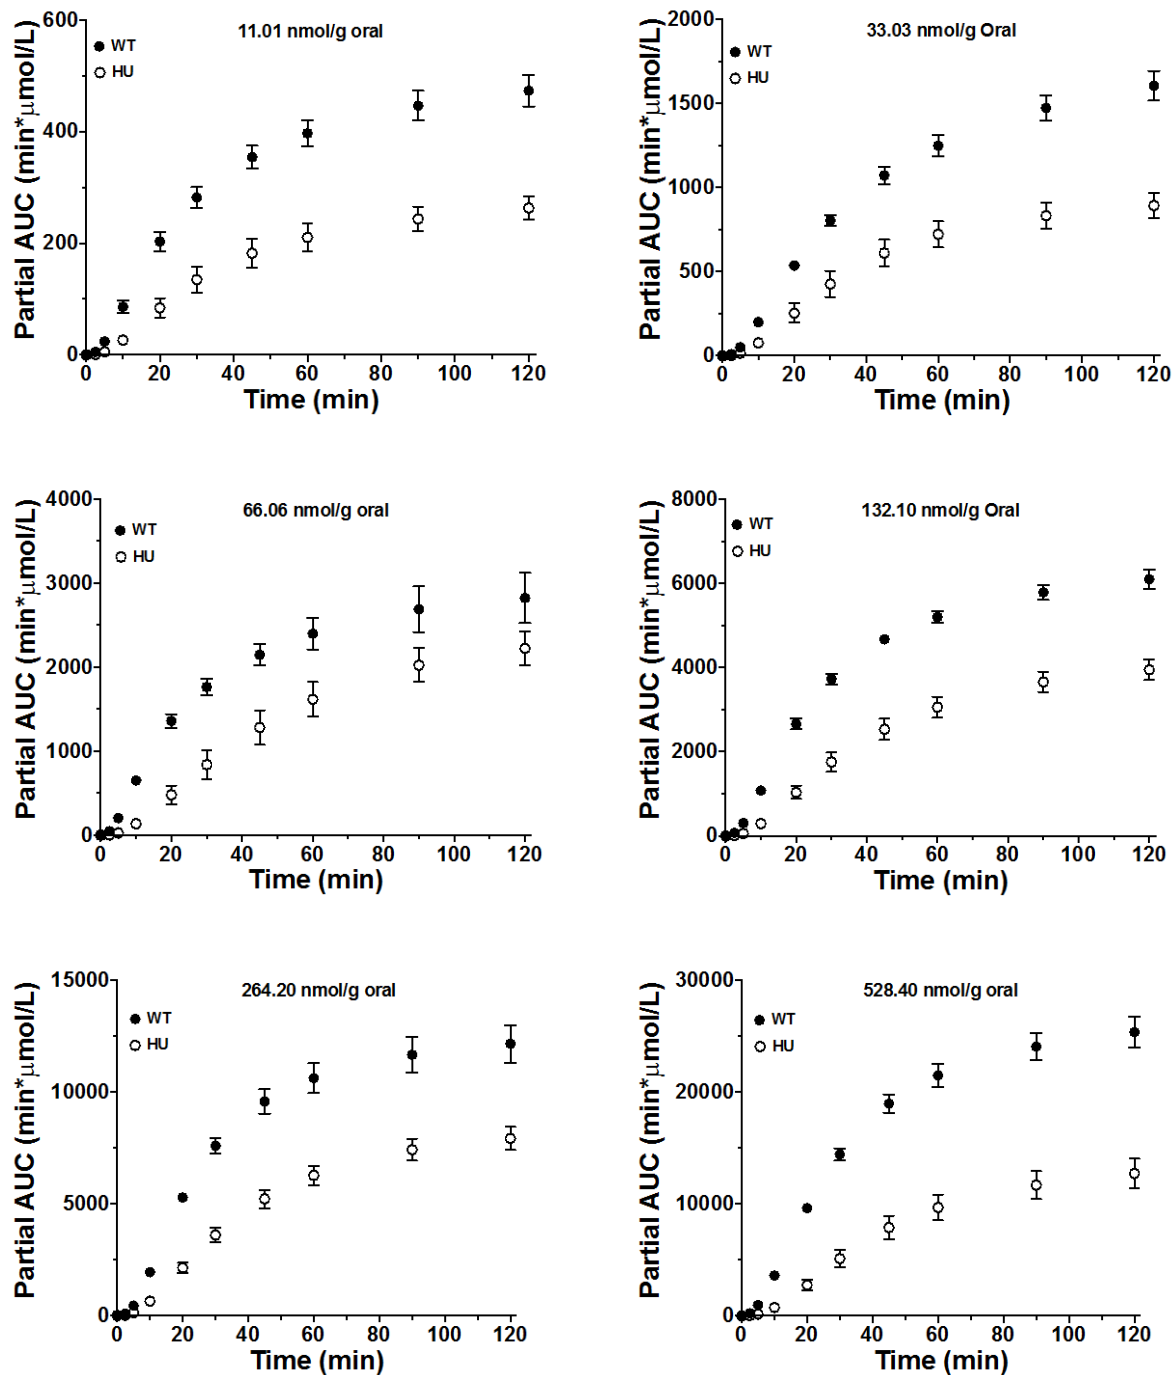 11.01 nmol/g oral
WT
HU
Partial AUC (min*μmol/L)
600
400
200
0
0 20 40 60 80 100 120
Time (min)
33.03 nmol/g Oral
WT
HU
Partial AUC (min*μmol/L)
2000
1500
1000
500
0
0 20 40 60 80 100 120
Time (min)
66.06 nmol/g oral
WT
HU
Partial AUC (min*μmol/L)
4000
3000
2000
1000
0
0 20 40 60 80 100 120
Time (min)
132.10 nmol/g Oral
WT
HU
Partial AUC (min*μmol/L)
8000
6000
4000
2000
0
0 20 40 60 80 100 120
Time (min)
264.20 nmol/g oral
WT
HU
Partial AUC (min*μmol/L)
15000
10000
5000
0
0 20 40 60 80 100 120
Time (min)
528.40 nmol/g oral
WT
HU
Partial AUC (min*μmol/L)
30000
20000
10000
0
0 20 40 60 80 100 120
Time (min)